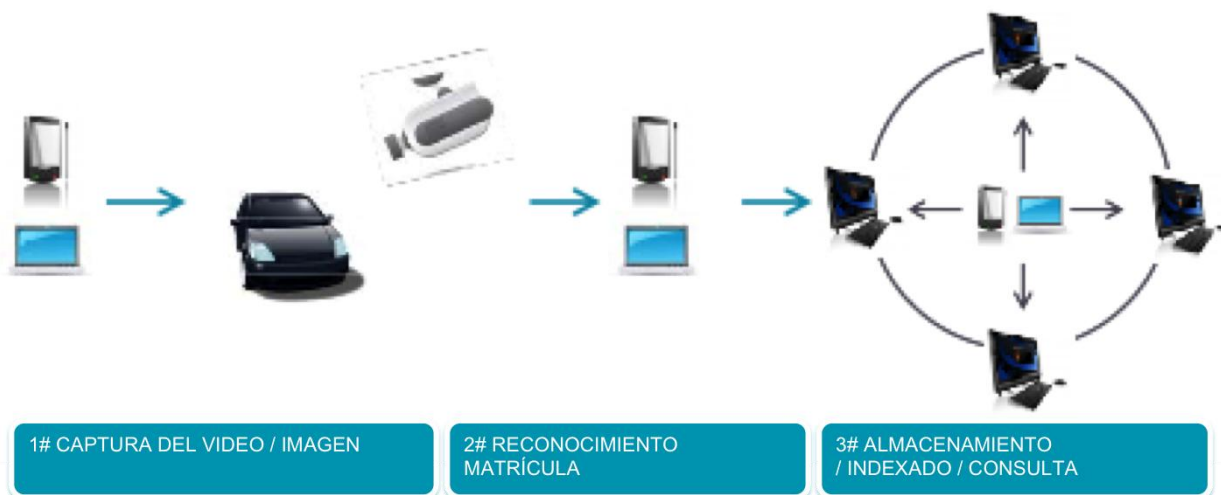 1# CAPTURA DEL VIDEO / IMAGEN
2# RECONOCIMIENTO
MATRÍCULA
3# ALMACENAMIENTO
/ INDEXADO / CONSULTA